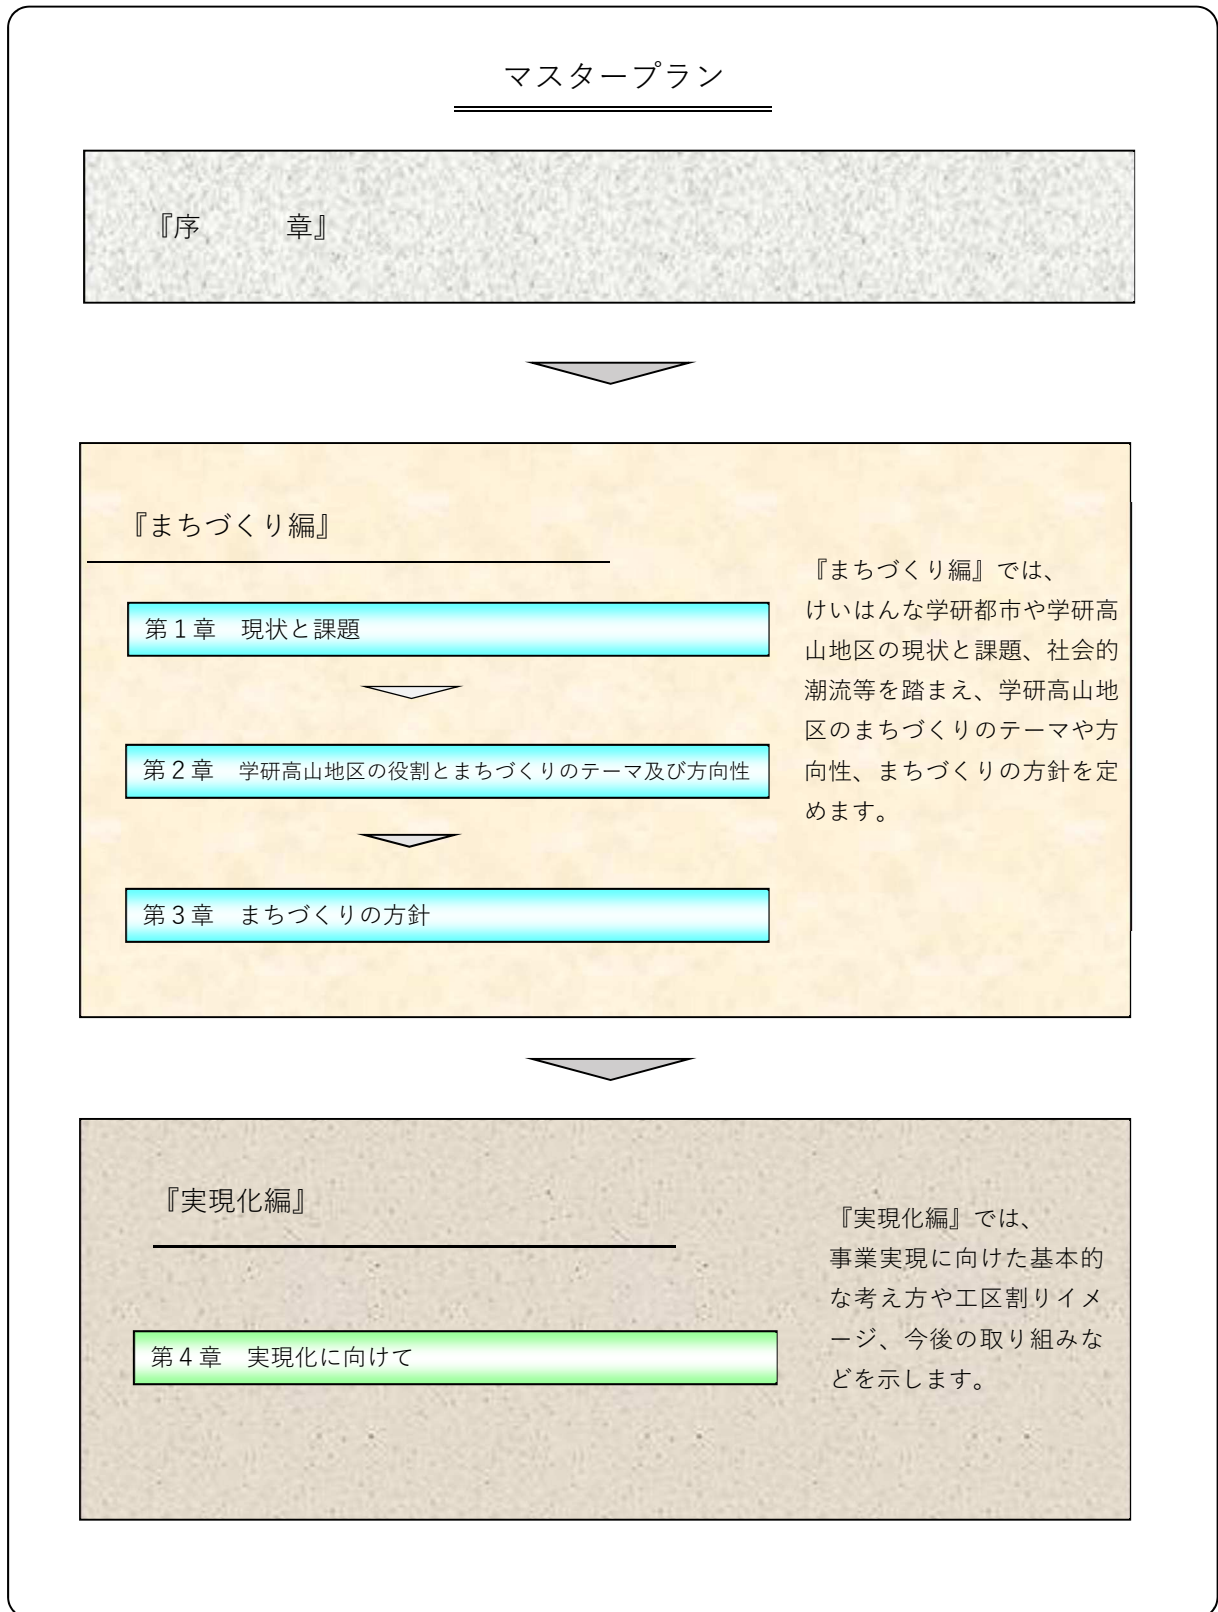 マスタープラン
『序　　　章』
『まちづくり編』
第１章　現状と課題
第２章　学研高山地区の役割とまちづくりのテーマ及び方向性
第３章　まちづくりの方針
『まちづくり編』では、
けいはんな学研都市や学研高
山地区の現状と課題、社会的
潮流等を踏まえ、学研高山地
区のまちづくりのテーマや方
向性、まちづくりの方針を定
めます。
『実現化編』
第４章　実現化に向けて
『実現化編』では、
事業実現に向けた基本的
な考え方や工区割りイメ
ージ、今後の取り組みな
どを示します。